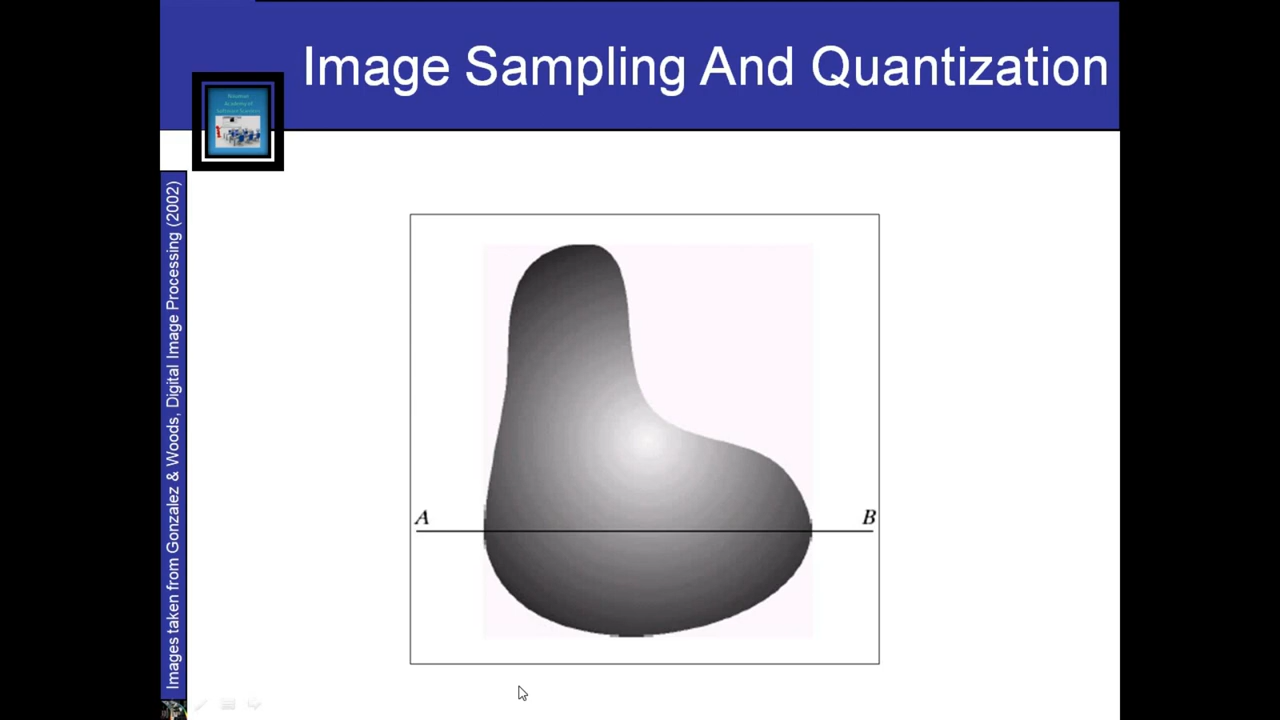 Image Sampling And Quantization
Images taken from Gonzalez & Woods, Digital Image Processing (2002)
A
B